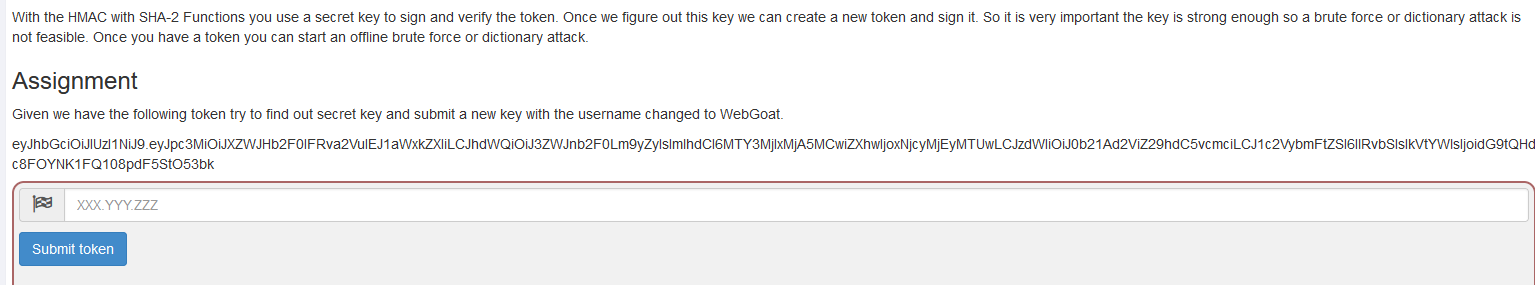 With the HMAC with SHA-2 Functions you use a secret key to sign and verify the token. Once we figure out this key we can create a new token and sign it. So it is very important the key is strong enough so a brute force or dictionary attack is
not feasible. Once you have a token you can start an offline brute force or dictionary attack.
Assignment
Given we have the following token try to find out secret key and submit a new key with the username changed to WebGoat.
eyJhbGciOiJIUzI1NiJ9.eyJpc3MiOiJXZWJHb2F0IFRva2VuIEJ1aWxkZXIiLCJhdWQiOiJ3ZWJnb2F0Lm9yZyIsImlhdCI6MTY3MjIxMjA5MCwiZXhwIjoxNjcyMjEyMTUwLCJzdWIiOiJ0b21Ad2ViZ29hdC5vcmciLCJ1c2VybmFtZSI6IlRvbSIsIkVtYWlsIjoidG9tQHd
c8FOYNK1FQ108pdF5StO53bk
XXX.YYY.ZZZ
Submit token